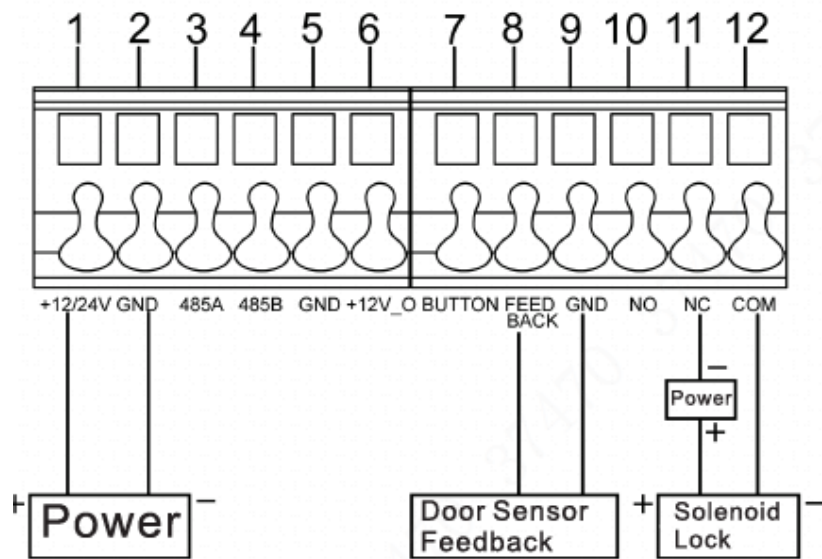 1 2 3 4 5 6 7 8 9 10 11 12
+12/24V GND 485A 485B GND +12V_O BUTTON FEED GND NO NC COM
BACK
−
Power
+
+ Power −
Door Sensor
Feedback
+ Solenoid −
Lock
37470